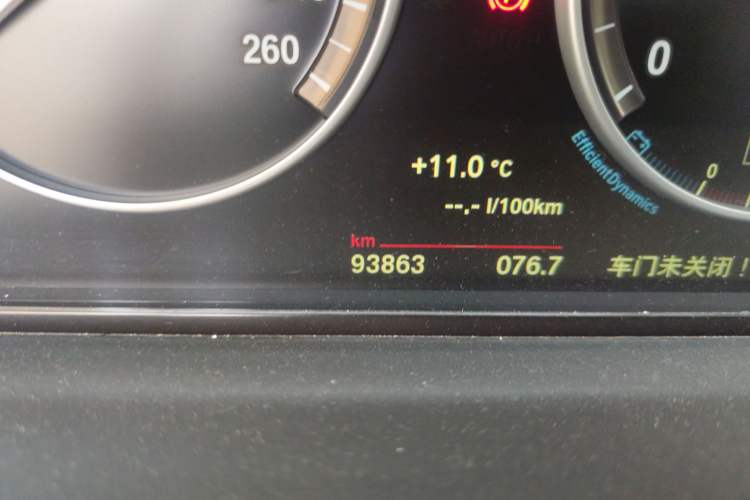 260
0
+11.0 °C
--.- l/100km
EfficientDynamics
0
km
93863 076.7 车门未关闭！